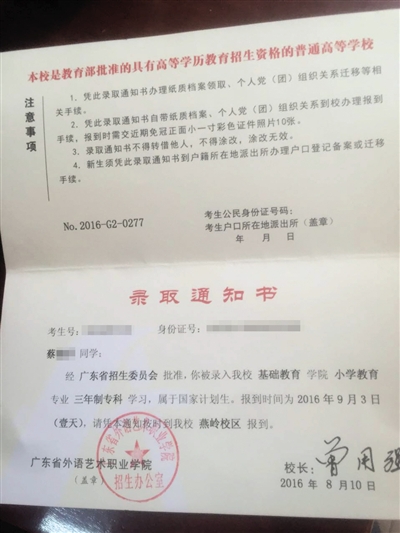 本校是教育部批准的具有高等学历教育招生资格的普通高等学校
注意事项
1、凭此录取通知书办理纸质档案领取、个人党（团）组织关系迁移等相
关手续。
2、凭此录取通知书自带纸质档案、个人党（团）组织关系到校办理报到
手续，报到时需交近期免冠正面小一寸彩色证件照片10张。
3、录取通知书不得转借他人，不得涂改，涂改无效。
4、新生须凭此录取通知书到户籍所在地派出所办理户口登记备案或迁移
手续。
No.2016-G2-0277
考生公民身份证号码：
考生户口所在地派出所（盖章）
年 月 日
录取通知书
考生号：
身份证号：
蔡 同学：
经 广东省招生委员会 批准，你被录入我校 基础教育 学院 小学教育
专业 三年制专科 学习，属于国家计划生。报到时间为 2016 年 9 月 3 日
(壹天)，请凭本通知按时到我校 燕岭校区 报到。
广东省外语艺术职业学院
（盖章）
招生办公室
校长：曾用强
2016 年 8 月 10 日